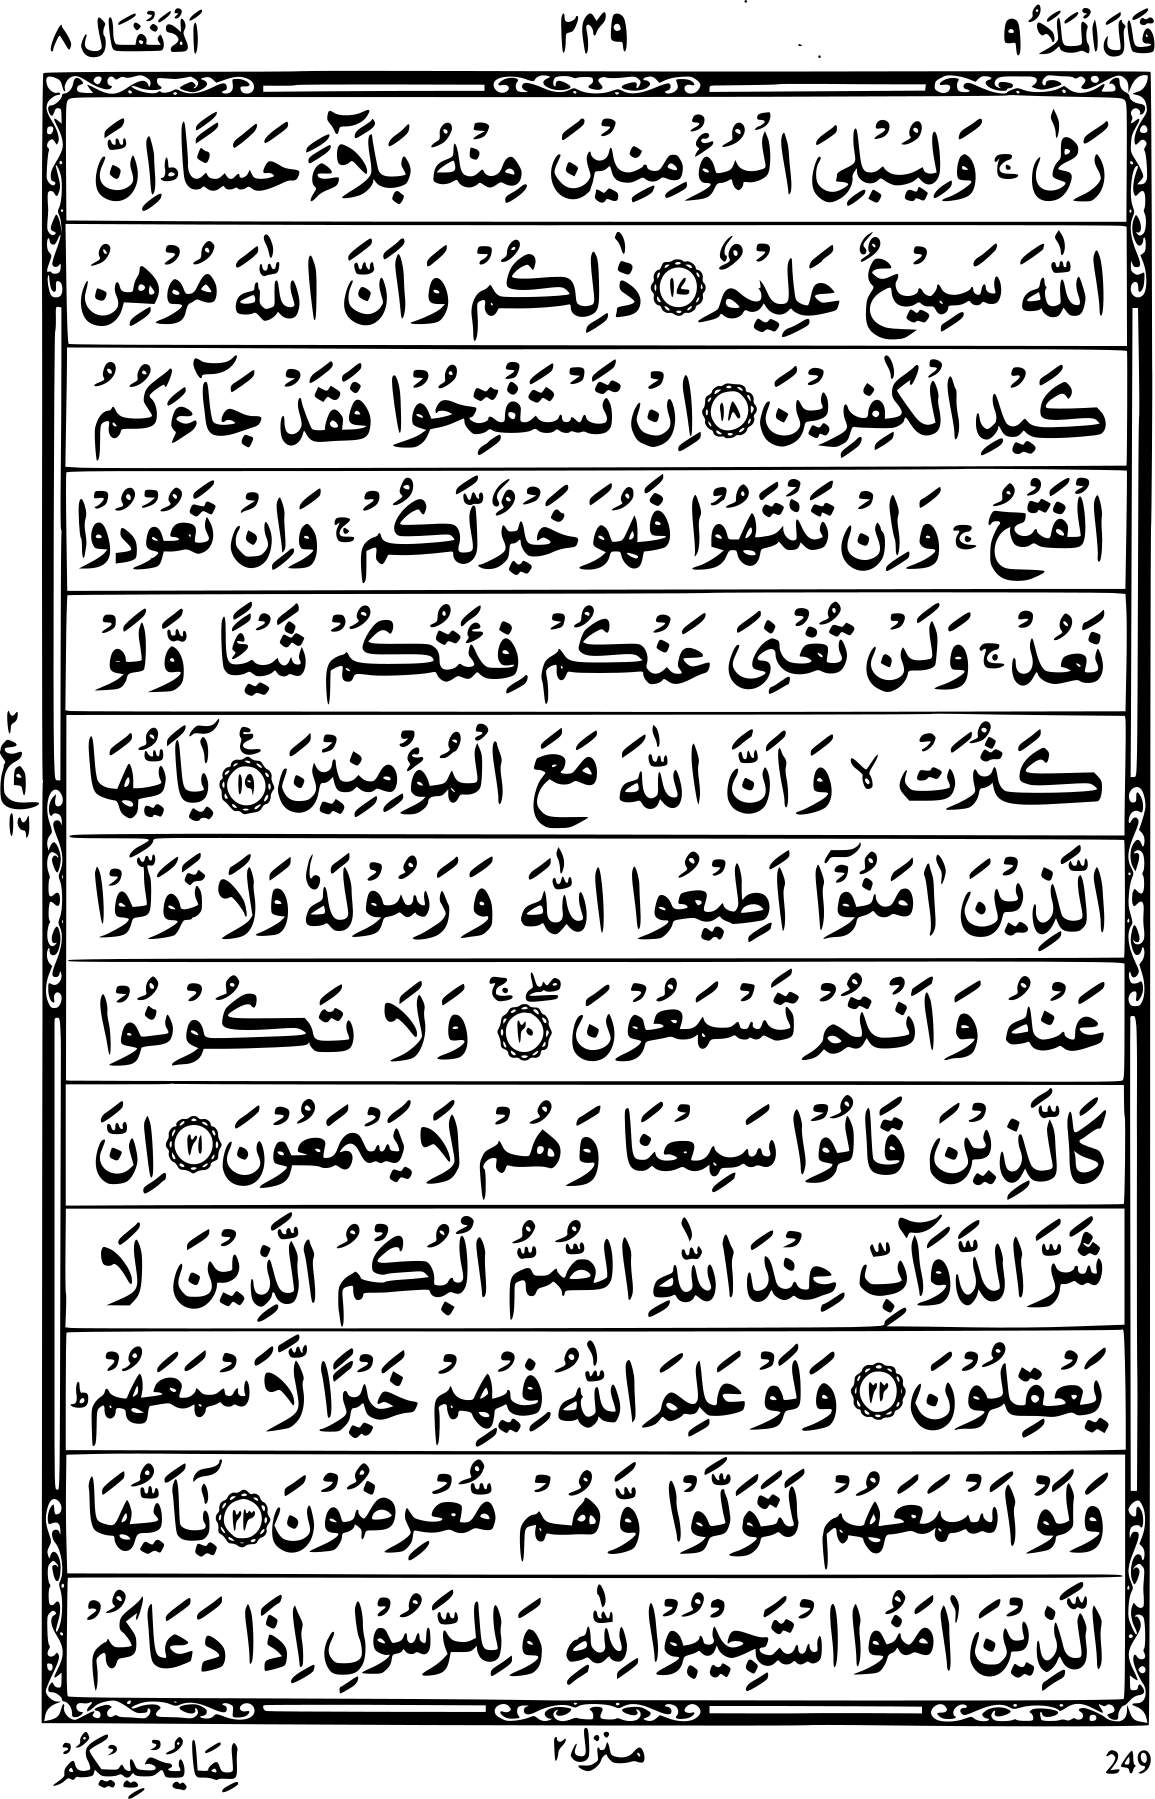 قَالَ الْمَلَاُ ٩ ٢٤٩ اَلْاَنْفَال ٨
رَمٰى ۚ وَلِيُبْلِىَ الْمُؤْمِنِيْنَ مِنْهُ بَلَآءً حَسَنًا ؕ اِنَّ
اللّٰهَ سَمِيْعٌ عَلِيْمٌ ﴿١٧﴾ ذٰلِكُمْ وَاَنَّ اللّٰهَ مُوْهِنُ
كَيْدِ الْكٰفِرِيْنَ ﴿١٨﴾ اِنْ تَسْتَفْتِحُوْا فَقَدْ جَآءَكُمُ
الْفَتْحُ ۚ وَاِنْ تَنْتَهُوْا فَهُوَ خَيْرٌ لَّكُمْ ۚ وَاِنْ تَعُوْدُوْا
نَعُدْ ۚ وَلَنْ تُغْنِىَ عَنْكُمْ فِئَتُكُمْ شَيْئًا وَّلَوْ
كَثُرَتْ ۙ وَاَنَّ اللّٰهَ مَعَ الْمُؤْمِنِيْنَ ﴿١٩﴾ ع يٰۤاَيُّهَا
الَّذِيْنَ اٰمَنُوْۤا اَطِيْعُوا اللّٰهَ وَرَسُوْلَهٗ وَلَا تَوَلَّوْا
عَنْهُ وَاَنْتُمْ تَسْمَعُوْنَ ﴿٢٠﴾ ۖۚ وَلَا تَكُوْنُوْا
كَالَّذِيْنَ قَالُوْا سَمِعْنَا وَهُمْ لَا يَسْمَعُوْنَ ﴿٢١﴾ اِنَّ
شَرَّ الدَّوَآبِّ عِنْدَ اللّٰهِ الصُّمُّ الْبُكْمُ الَّذِيْنَ لَا
يَعْقِلُوْنَ ﴿٢٢﴾ وَلَوْ عَلِمَ اللّٰهُ فِيْهِمْ خَيْرًا لَّاَسْمَعَهُمْ ؕ
وَلَوْ اَسْمَعَهُمْ لَتَوَلَّوْا وَّهُمْ مُّعْرِضُوْنَ ﴿٢٣﴾ يٰۤاَيُّهَا
الَّذِيْنَ اٰمَنُوا اسْتَجِيْبُوْا لِلّٰهِ وَلِلرَّسُوْلِ اِذَا دَعَاكُمْ
٢
ع ٩
١٦
249 منزل ٢ لِمَا يُحْيِيْكُمْ